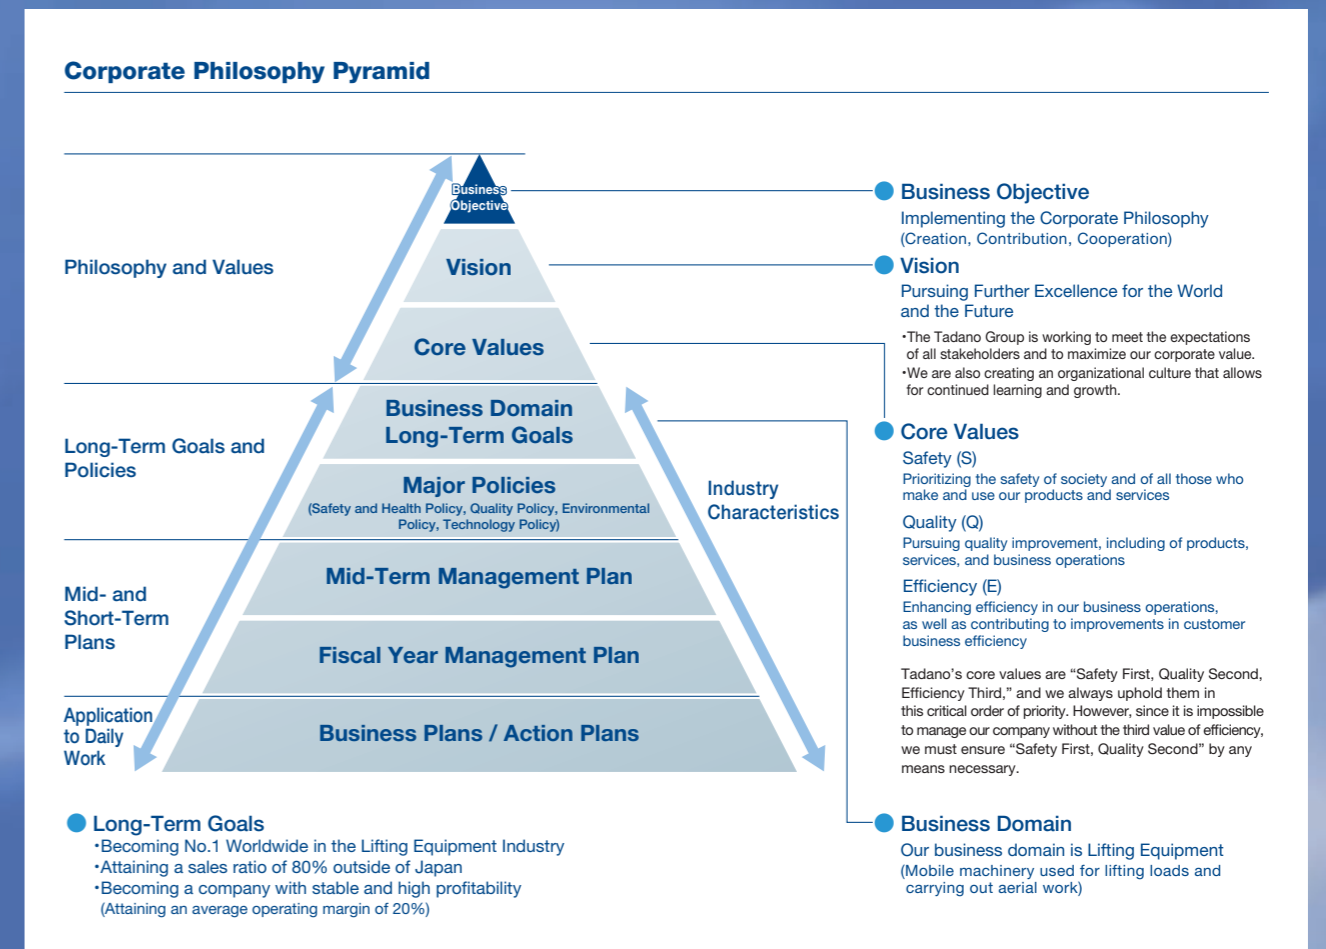 Corporate Philosophy Pyramid
Philosophy and Values
Long-Term Goals and
Policies
Mid- and
Short-Term
Plans
Application
to Daily
Work
Business
Objective
Vision
Core Values
Business Domain
Long-Term Goals
Major Policies
(Safety and Health Policy, Quality Policy, Environmental
Policy, Technology Policy)
Mid-Term Management Plan
Fiscal Year Management Plan
Business Plans / Action Plans
Industry
Characteristics
Business Objective
Implementing the Corporate Philosophy
(Creation, Contribution, Cooperation)
Vision
Pursuing Further Excellence for the World
and the Future
･The Tadano Group is working to meet the expectations
of all stakeholders and to maximize our corporate value.
･We are also creating an organizational culture that allows
for continued learning and growth.
Core Values
Safety (S)
Prioritizing the safety of society and of all those who
make and use our products and services
Quality (Q)
Pursuing quality improvement, including of products,
services, and business operations
Efficiency (E)
Enhancing efficiency in our business operations,
as well as contributing to improvements in customer
business efficiency
Tadano's core values are “Safety First, Quality Second,
Efficiency Third,” and we always uphold them in
this critical order of priority. However, since it is impossible
to manage our company without the third value of efficiency,
we must ensure “Safety First, Quality Second” by any
means necessary.
Business Domain
Our business domain is Lifting Equipment
(Mobile machinery used for lifting loads and
carrying out aerial work)
Long-Term Goals
･Becoming No.1 Worldwide in the Lifting Equipment Industry
･Attaining a sales ratio of 80% outside of Japan
･Becoming a company with stable and high profitability
(Attaining an average operating margin of 20%)